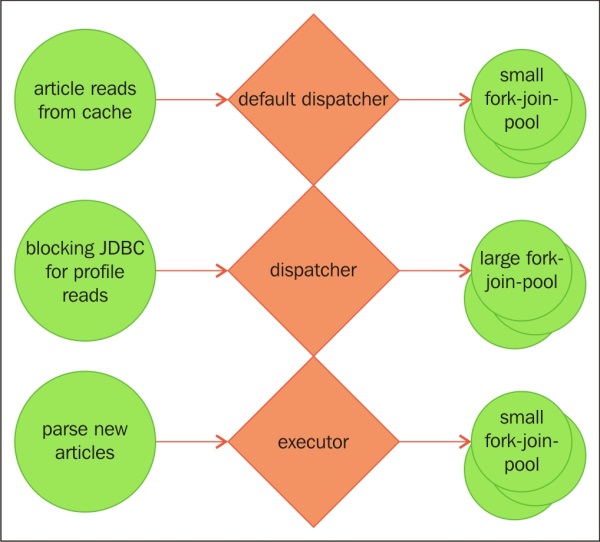 article reads
from cache
default dispatcher
small
fork-join-
pool
blocking JDBC
for profile
reads
dispatcher
large fork-
join-pool
parse new
articles
executor
small
fork-join-
pool